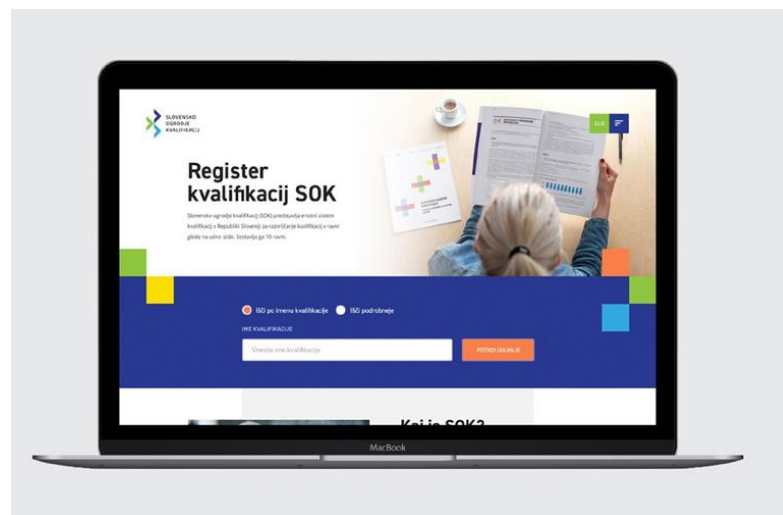 SLOVENSKO
OGRODJE
KVALIFIKACIJ
SLO
Register
kvalifikacij SOK
Slovensko ogrodje kvalifikacij (SOK) predstavlja enotni sistem
kvalifikacij v Republiki Sloveniji za razvrščanje kvalifikacij v ravni
glede na učne izide. Sestavlja ga 10 ravni.
Išči po imenu kvalifikacije
Išči podrobneje
IME KVALIFIKACIJE
Vnesite ime kvalifikacije
POTRDI ISKANJE
Kaj je SOK?
MacBook